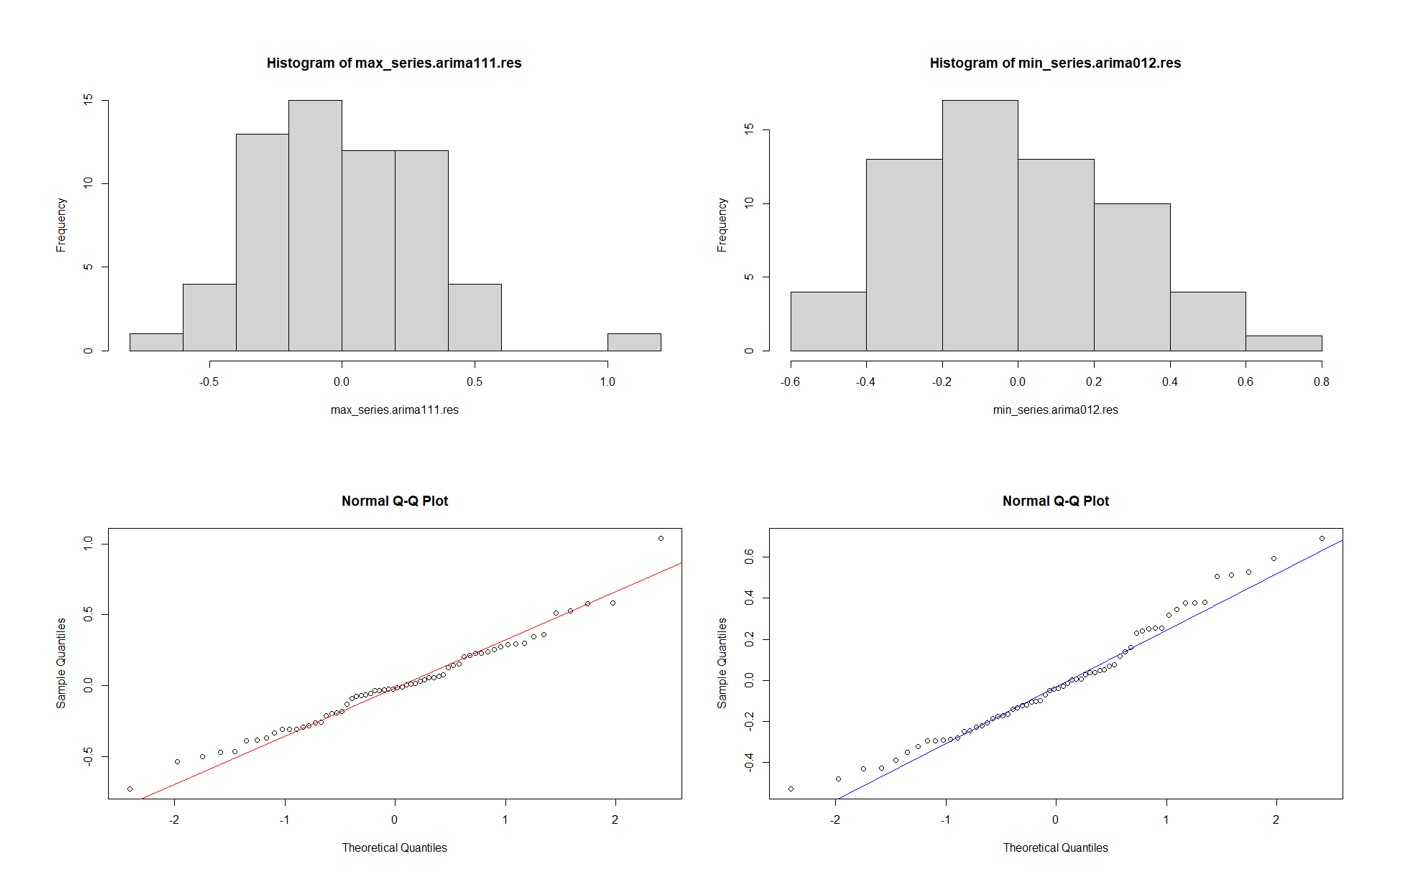 Histogram of max_series.arima111.res
Frequency
15
10
5
0
-0.5 0.0 0.5 1.0
max_series.arima111.res
Histogram of min_series.arima012.res
Frequency
15
10
5
0
-0.6 -0.4 -0.2 0.0 0.2 0.4 0.6 0.8
min_series.arima012.res
Normal Q-Q Plot
Sample Quantiles
1.0
0.5
0.0
-0.5
-2 -1 0 1 2
Theoretical Quantiles
Normal Q-Q Plot
Sample Quantiles
0.6
0.4
0.2
0.0
-0.2
-0.4
-2 -1 0 1 2
Theoretical Quantiles